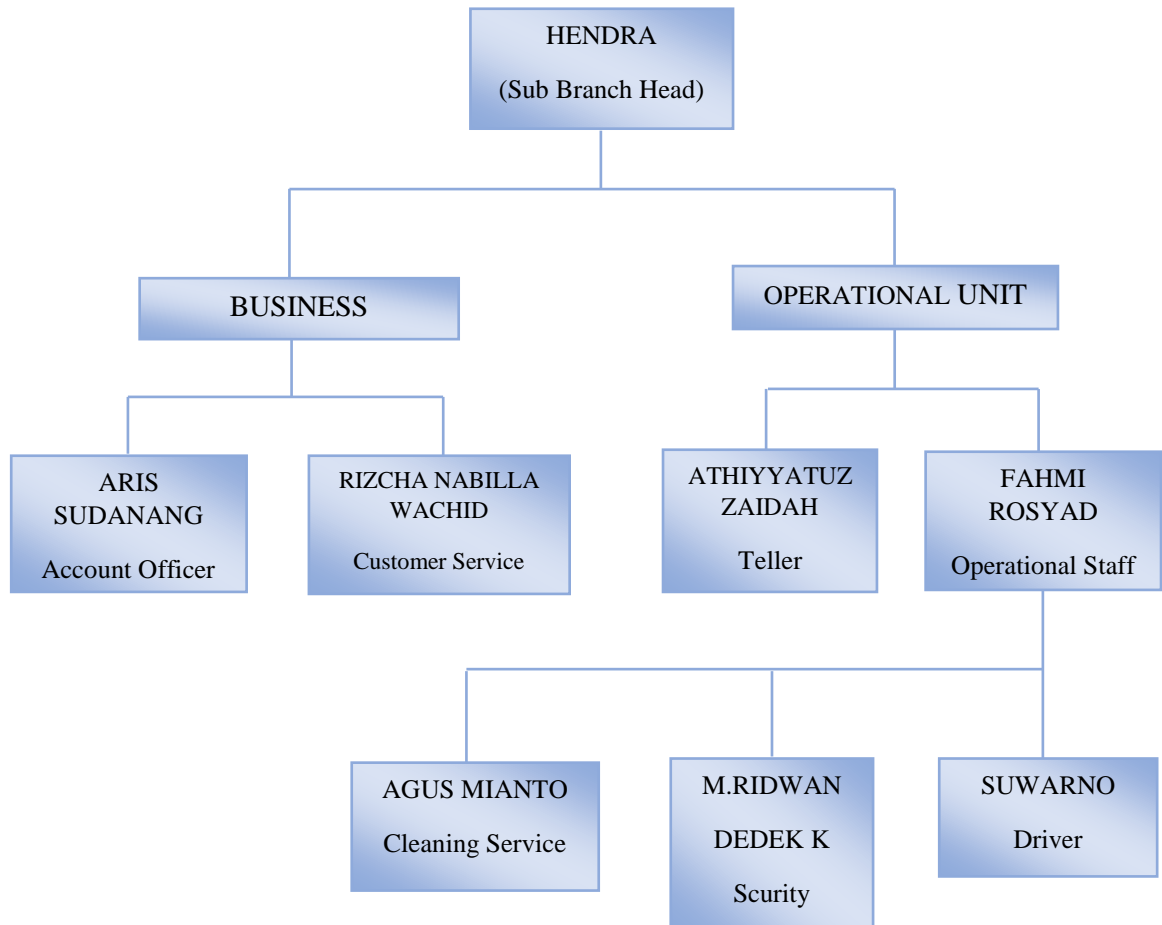 HENDRA
(Sub Branch Head)
BUSINESS
OPERATIONAL UNIT
ARIS
SUDANANG
Account Officer
RIZCHA NABILLA
WACHID
Customer Service
ATHIYYATUZ
ZAIDAH
Teller
FAHMI
ROSYAD
Operational Staff
AGUS MIANTO
Cleaning Service
M.RIDWAN
DEDEK K
Scurity
SUWARNO
Driver